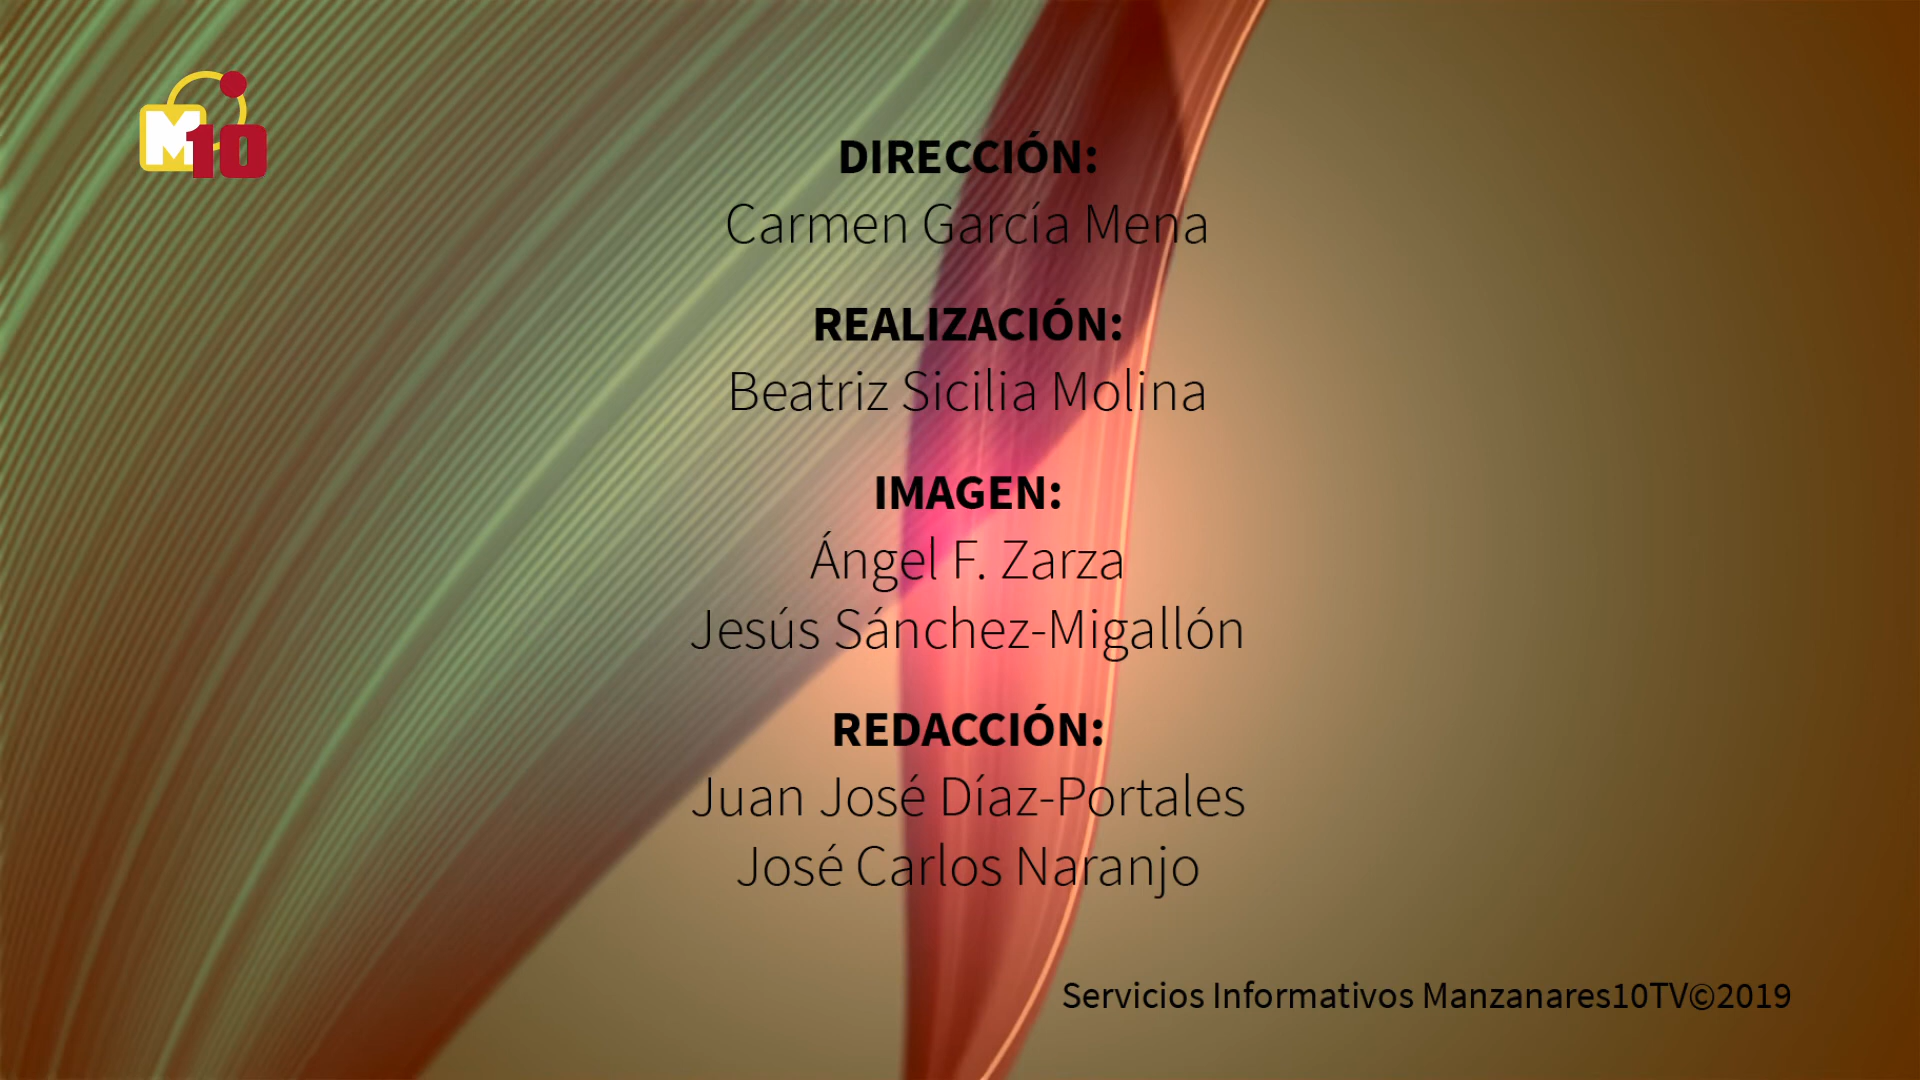 M10
DIRECCIÓN:
Carmen García Mena
REALIZACIÓN:
Beatriz Sicilia Molina
IMAGEN:
Ángel F. Zarza
Jesús Sánchez-Migallón
REDACCIÓN:
Juan José Díaz-Portales
José Carlos Naranjo
Servicios Informativos Manzanares10TV©2019